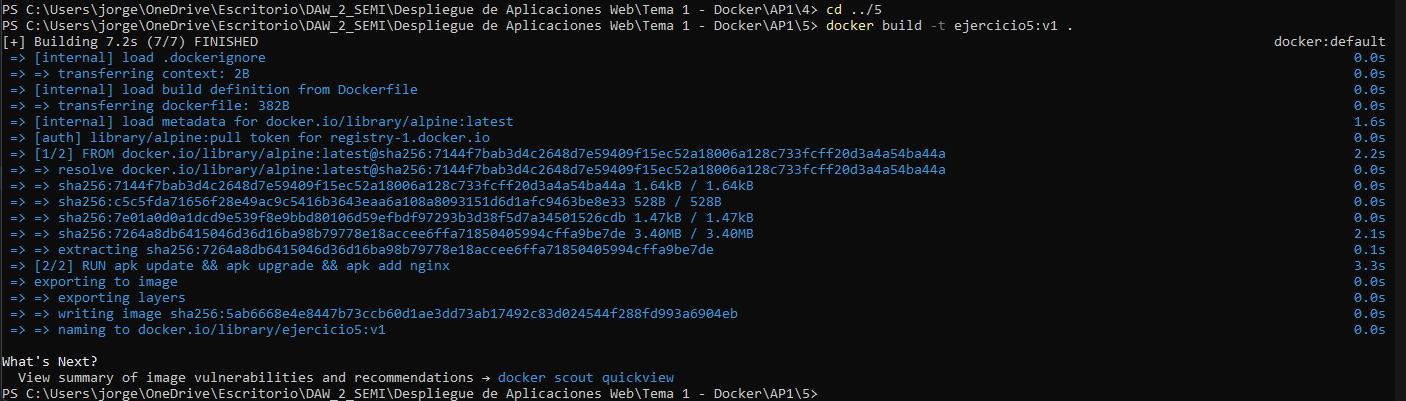 PS C:\Users\jorge\OneDrive\Escritorio\DAW_2_SEMI\Despliegue de Aplicaciones Web\Tema 1 - Docker\AP1\4> cd ../5
PS C:\Users\jorge\OneDrive\Escritorio\DAW_2_SEMI\Despliegue de Aplicaciones Web\Tema 1 - Docker\AP1\5> docker build -t ejercicio5:v1 .
[+] Building 7.2s (7/7) FINISHED docker:default
=> [internal] load .dockerignore 0.0s
=> => transferring context: 2B 0.0s
=> [internal] load build definition from Dockerfile 0.0s
=> => transferring dockerfile: 382B 0.0s
=> [internal] load metadata for docker.io/library/alpine:latest 1.6s
=> [auth] library/alpine:pull token for registry-1.docker.io 0.0s
=> [1/2] FROM docker.io/library/alpine:latest@sha256:7144f7bab3d4c2648d7e59409f15ec52a18006a128c733fcff20d3a4a54ba44a 2.2s
=> => resolve docker.io/library/alpine:latest@sha256:7144f7bab3d4c2648d7e59409f15ec52a18006a128c733fcff20d3a4a54ba44a 0.0s
=> => sha256:7144f7bab3d4c2648d7e59409f15ec52a18006a128c733fcff20d3a4a54ba44a 1.64kB / 1.64kB 0.0s
=> => sha256:c5c5fda71656f28e49ac9c5416b3643eaa6a108a8093151d6d1afc9463be8e33 528B / 528B 0.0s
=> => sha256:7e01a0d0a1dcd9e539f8e9bbd80106d59efbdf97293b3d38f5d7a34501526cdb 1.47kB / 1.47kB 0.0s
=> => sha256:7264a8db6415046d36d16ba98b79778e18accee6ffa71850405994cffa9be7de 3.40MB / 3.40MB 2.1s
=> => extracting sha256:7264a8db6415046d36d16ba98b79778e18accee6ffa71850405994cffa9be7de 0.1s
=> [2/2] RUN apk update && apk upgrade && apk add nginx 3.3s
=> exporting to image 0.0s
=> => exporting layers 0.0s
=> => writing image sha256:5ab6668e4e8447b73ccb60d1ae3dd73ab17492c83d024544f288fd993a6904eb 0.0s
=> => naming to docker.io/library/ejercicio5:v1 0.0s
What's Next?
View summary of image vulnerabilities and recommendations → docker scout quickview
PS C:\Users\jorge\OneDrive\Escritorio\DAW_2_SEMI\Despliegue de Aplicaciones Web\Tema 1 - Docker\AP1\5>